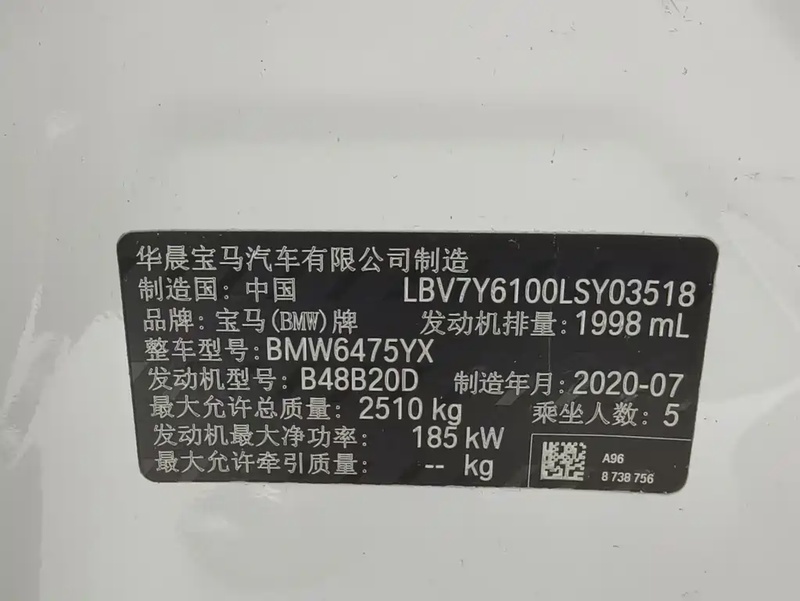 华晨宝马汽车有限公司制造
制造国: 中国 LBV7Y6100LSY03518
品牌: 宝马(BMW)牌 发动机排量: 1998 mL
整车型号: BMW6475YX
发动机型号: B48B20D 制造年月: 2020-07
最大允许总质量: 2510 kg 乘坐人数: 5
发动机最大净功率: 185 kW
最大允许牵引质量: -- kg
A96
8 738 756